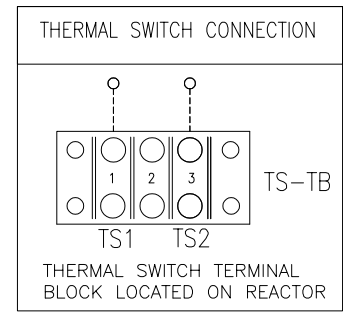 THERMAL SWITCH CONNECTION
1 2 3
TS-TB
TS1 TS2
THERMAL SWITCH TERMINAL
BLOCK LOCATED ON REACTOR